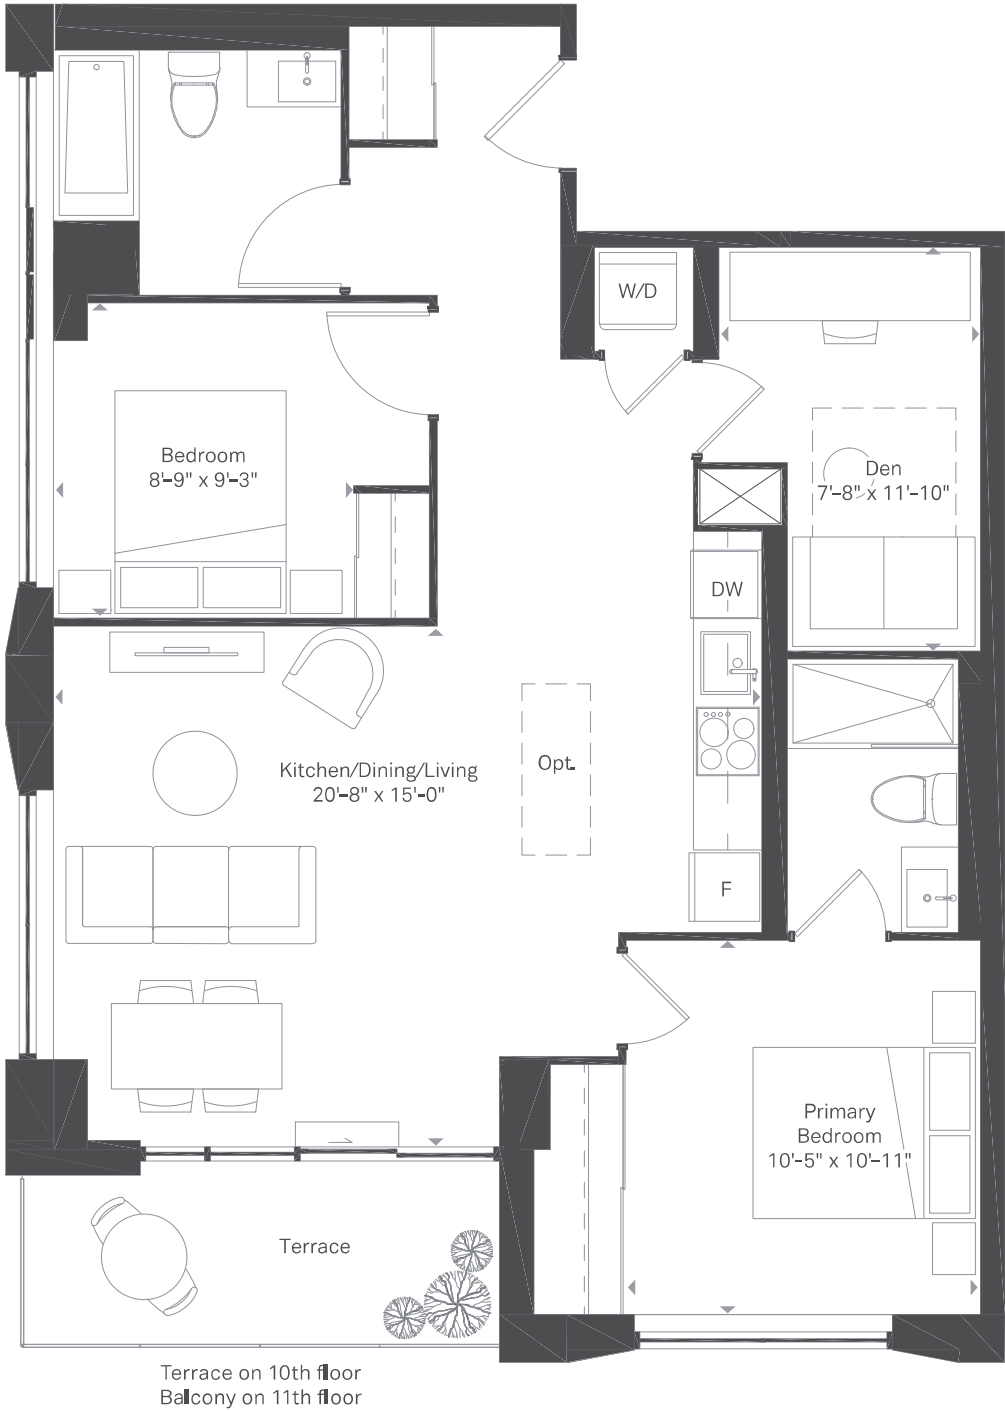 W/D
Bedroom
8'-9" x 9'-3"
Den
7'-8" x 11'-10"
DW
Opt.
Kitchen/Dining/Living
20'-8" x 15'-0"
F
Primary
Bedroom
10'-5" x 10'-11"
Terrace
Terrace on 10th floor
Balcony on 11th floor